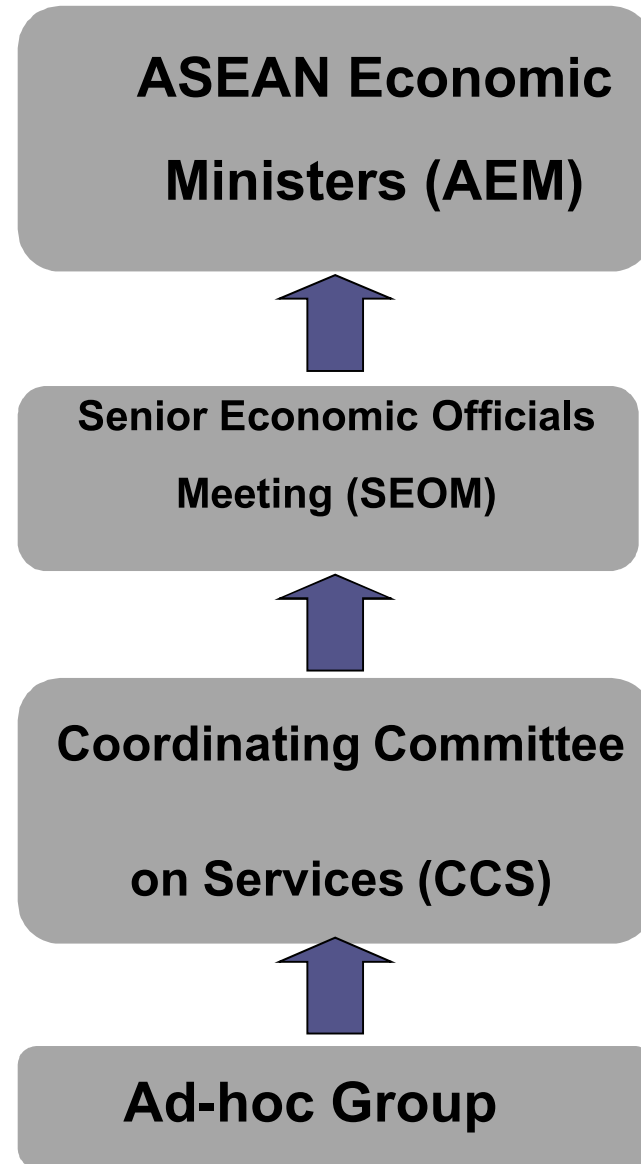 ASEAN Economic
Ministers (AEM)
Senior Economic Officials
Meeting (SEOM)
Coordinating Committee
on Services (CCS)
Ad-hoc Group